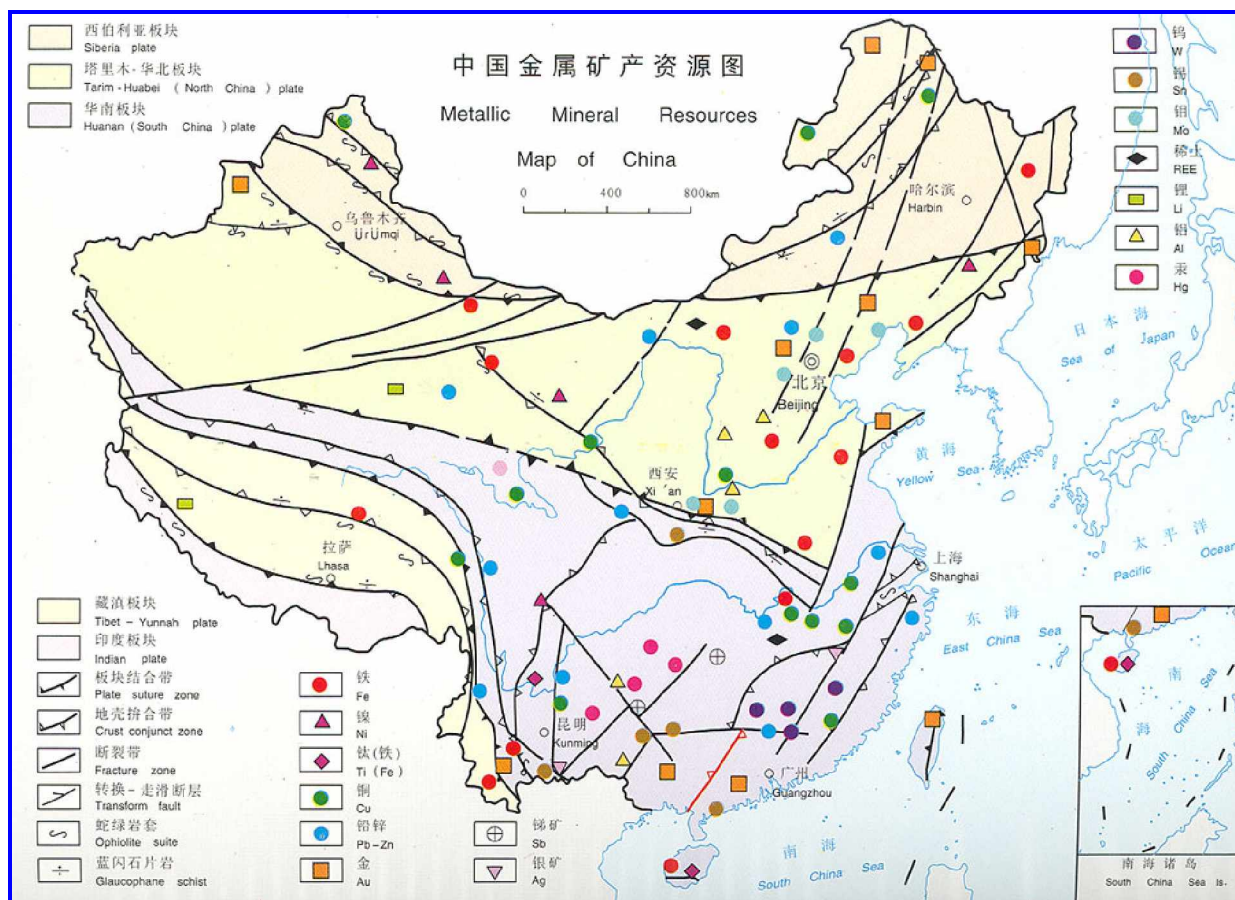 西伯利亚板块
Siberia plate
塔里木-华北板块
Tarim-Huabei (North China) plate
华南板块
Huanan (South China) plate
中国金属矿产资源图
Metallic Mineral Resources
Map of China
0 400 800km
钨
W
锡
Sn
钼
Mo
稀土
REE
锂
Li
铝
Al
汞
Hg
哈尔滨
Harbin
乌鲁木齐
ÜrÜmqi
日本海
Sea of Japan
北京
Beijing
黄海
Yellow Sea
西安
Xi'an
太平洋
Pacific Ocean
拉萨
Lhasa
上海
Shanghai
东海
East China Sea
昆明
Kunming
广州
Guangzhou
南海
South China Sea
藏滇板块
Tibet-Yunnah plate
印度板块
Indian plate
板块结合带
Plate suture zone
地壳拚合带
Crust conjunct zone
断裂带
Fracture zone
转换-走滑断层
Transform fault
蛇绿岩套
Ophiolite suite
蓝闪石片岩
Glaucophane schist
铁
Fe
镍
Ni
钛(铁)
Ti (Fe)
铜
Cu
铅锌
Pb-Zn
金
Au
锑矿
Sb
银矿
Ag
南海
South China Sea
南海诸岛
South China Sea Is.